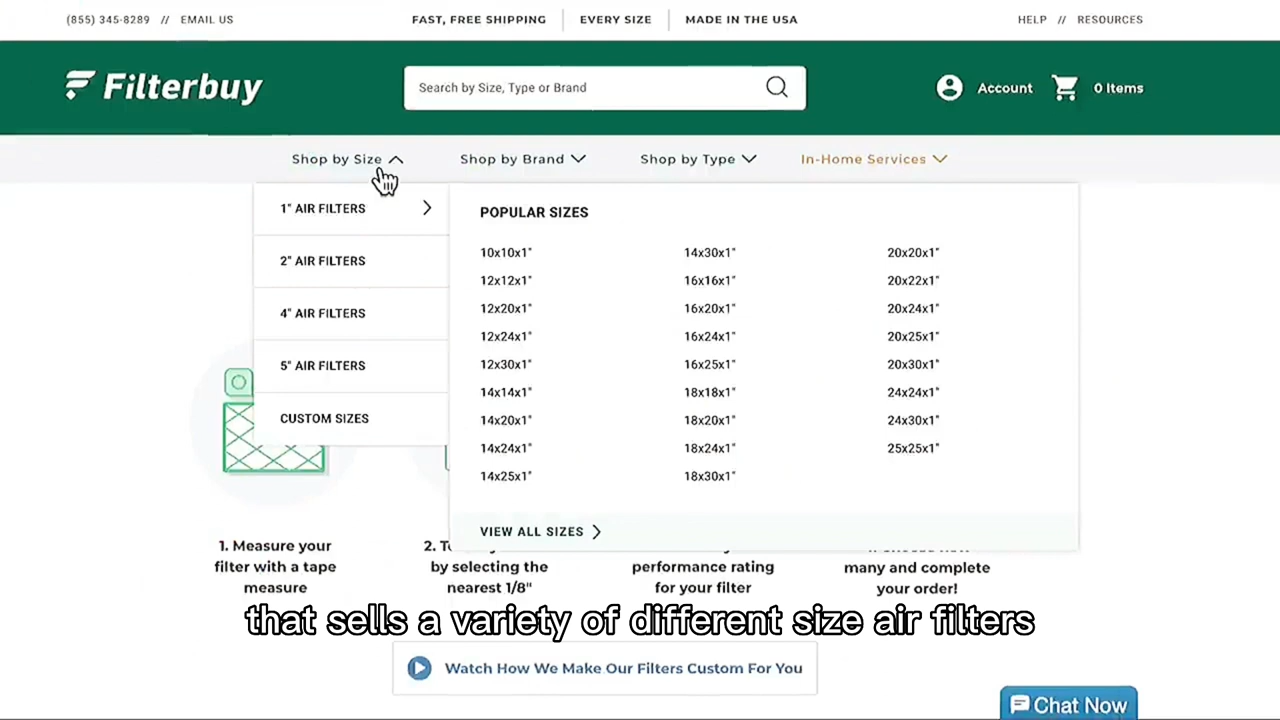 (855) 345-8289 // EMAIL US
FAST, FREE SHIPPING
EVERY SIZE
MADE IN THE USA
HELP // RESOURCES
Filterbuy
Search by Size, Type or Brand
Account
0 Items
Shop by Size
Shop by Brand
Shop by Type
In-Home Services
1" AIR FILTERS
2" AIR FILTERS
4" AIR FILTERS
5" AIR FILTERS
CUSTOM SIZES
POPULAR SIZES
10x10x1"
12x12x1"
12x20x1"
12x24x1"
12x30x1"
14x14x1"
14x20x1"
14x24x1"
14x25x1"
14x30x1"
16x16x1"
16x20x1"
16x24x1"
16x25x1"
18x18x1"
18x20x1"
18x24x1"
18x30x1"
20x20x1"
20x22x1"
20x24x1"
20x25x1"
20x30x1"
24x24x1"
24x30x1"
25x25x1"
VIEW ALL SIZES
1. Measure your
filter with a tape
measure
2.
by selecting the
nearest 1/8"
performance rating
for your filter
many and complete
your order!
that sells a variety of different size air filters
Watch How We Make Our Filters Custom For You
Chat Now